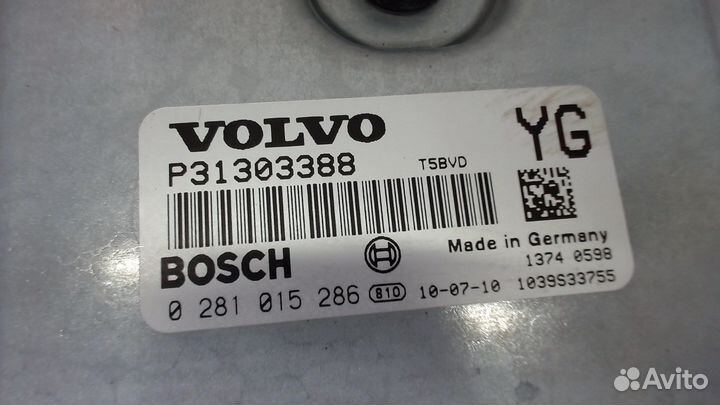 VOLVO
YG
P31303388 T5BVD
BOSCH
Made in Germany
1374 0598
0 281 015 286 810 10-07-10 1039S33755
Avito